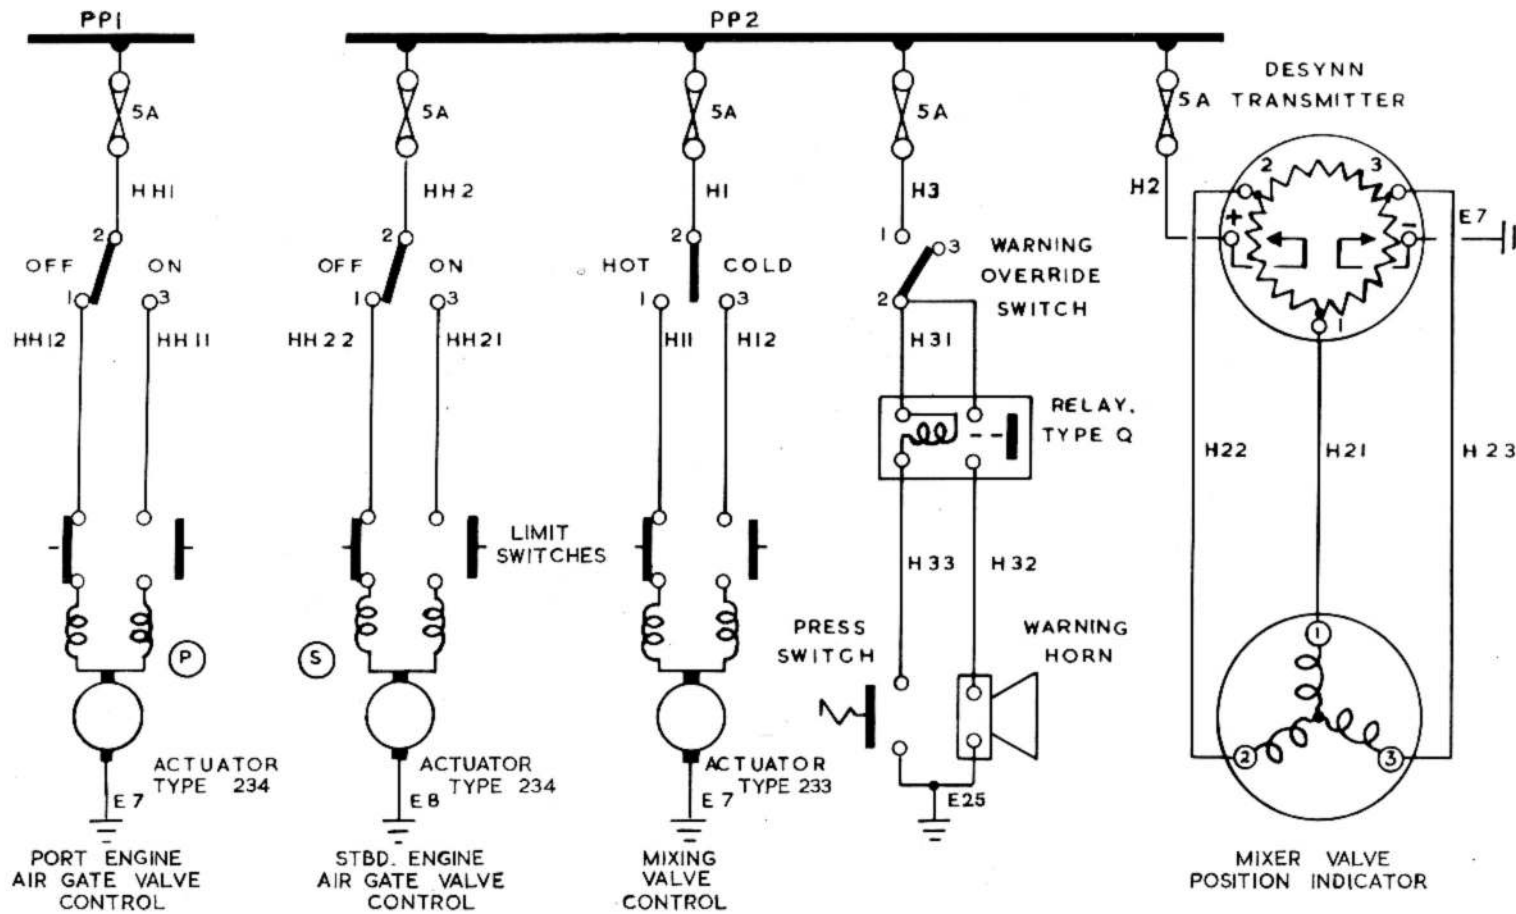 PP1
PP2
5A
5A
5A
5A
5A
DESYNN
TRANSMITTER
HH1
HH2
H1
H3
H2
2
3
+
-
E7
1
2
OFF
ON
1
3
2
OFF
ON
1
3
2
HOT
COLD
1
3
1
3
2
WARNING
OVERRIDE
SWITCH
HH12
HH11
HH22
HH21
H11
H12
H31
RELAY,
TYPE Q
H22
H21
H23
LIMIT
SWITCHES
H33
H32
P
S
PRESS
SWITCH
WARNING
HORN
1
2
3
ACTUATOR
TYPE 234
ACTUATOR
TYPE 234
ACTUATOR
TYPE 233
E7
E8
E7
E25
PORT ENGINE
AIR GATE VALVE
CONTROL
STBD. ENGINE
AIR GATE VALVE
CONTROL
MIXING
VALVE
CONTROL
MIXER VALVE
POSITION INDICATOR